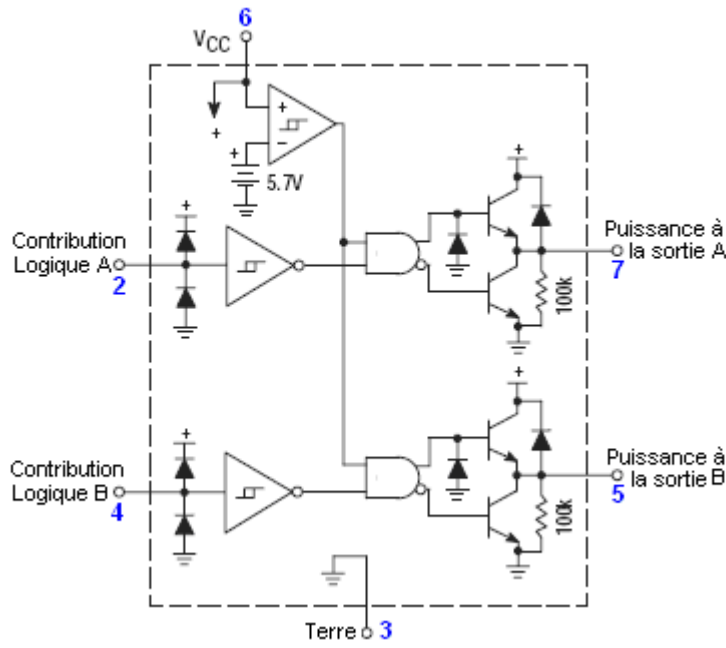 6
VCC
+
+
−
+
5.7V
+
+
Contribution
Logique A
2
Puissance à
la sortie A
7
100k
+
+
Contribution
Logique B
4
Puissance à
la sortie B
5
100k
Terre 3